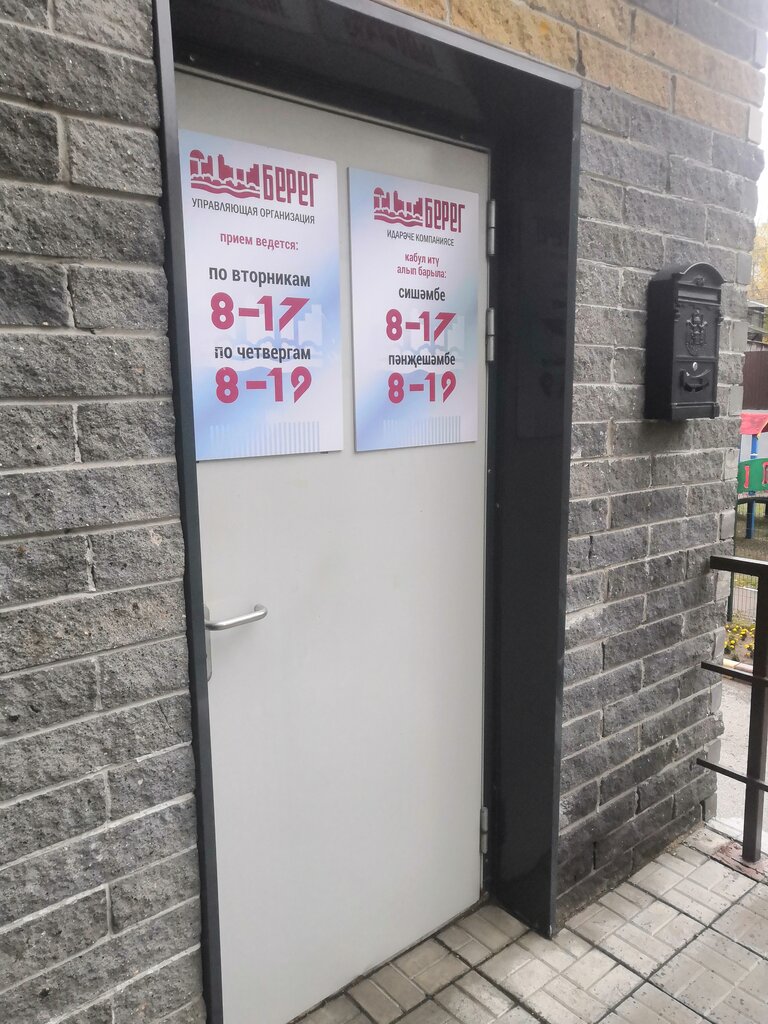 БЕРЕГ
УПРАВЛЯЮЩАЯ ОРГАНИЗАЦИЯ
прием ведется:
по вторникам
8-17
по четвергам
8-19
БЕРЕГ
ИДАРӘЧЕ КОМПАНИЯСЕ
кабул итү
алып барыла:
сишәмбе
8-17
пәнҗешәмбе
8-19